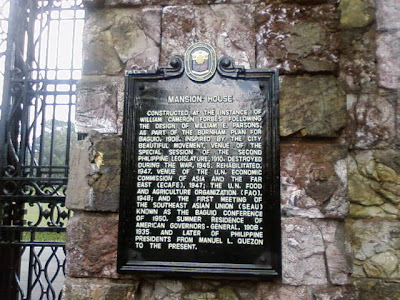 MANSION HOUSE
CONSTRUCTED AT THE INSTANCE OF
WILLIAM CAMERON FORBES FOLLOWING
THE DESIGN OF WILLIAM E. PARSONS,
AS PART OF THE BURNHAM PLAN FOR
BAGUIO, 1908. INSPIRED BY THE CITY
BEAUTIFUL MOVEMENT. VENUE OF THE
SPECIAL SESSION OF THE SECOND
PHILIPPINE LEGISLATURE, 1910. DESTROYED
DURING THE WAR, 1945. REHABILITATED,
1947. VENUE OF THE U.N. ECONOMIC
COMMISSION OF ASIA AND THE FAR
EAST (ECAFE), 1947; THE U.N. FOOD
AND AGRICULTURE ORGANIZATION (FAO),
1948; AND THE FIRST MEETING OF
THE SOUTHEAST ASIAN UNION (SEAU)
KNOWN AS THE BAGUIO CONFERENCE
OF 1950. SUMMER RESIDENCE OF
AMERICAN GOVERNORS-GENERAL, 1908-
1935 AND LATER OF PHILIPPINE
PRESIDENTS FROM MANUEL L. QUEZON
TO THE PRESENT.